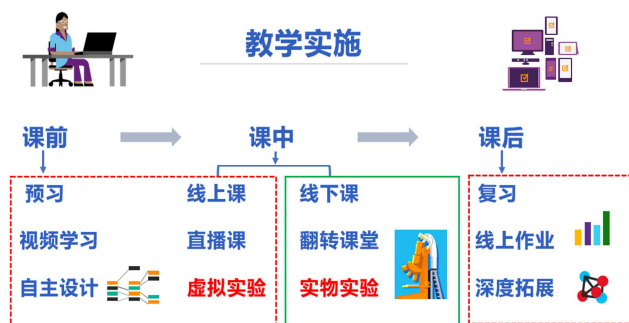 教学实施
课前
课中
课后
预习
线上课
线下课
复习
视频学习
直播课
翻转课堂
线上作业
自主设计
虚拟实验
实物实验
深度拓展